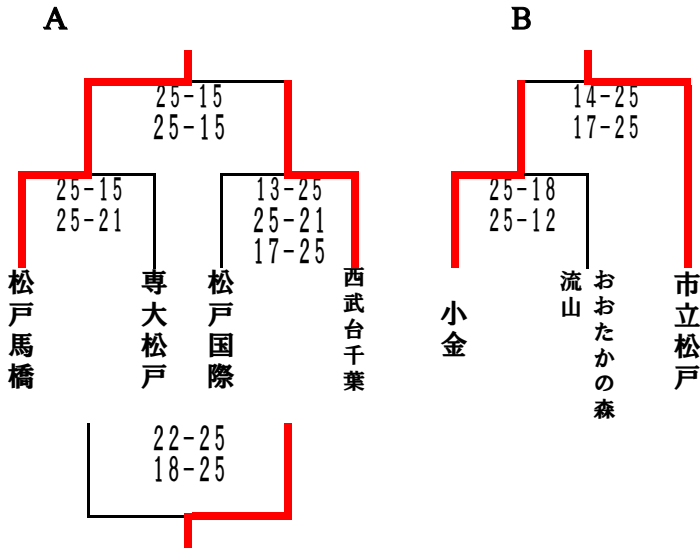 A
B
25-15
25-15
14-25
17-25
25-15
25-21
13-25
25-21
17-25
25-18
25-12
松戸馬橋
専大松戸
松戸国際
西武台千葉
小金
流山
おおたかの森
市立松戸
22-25
18-25